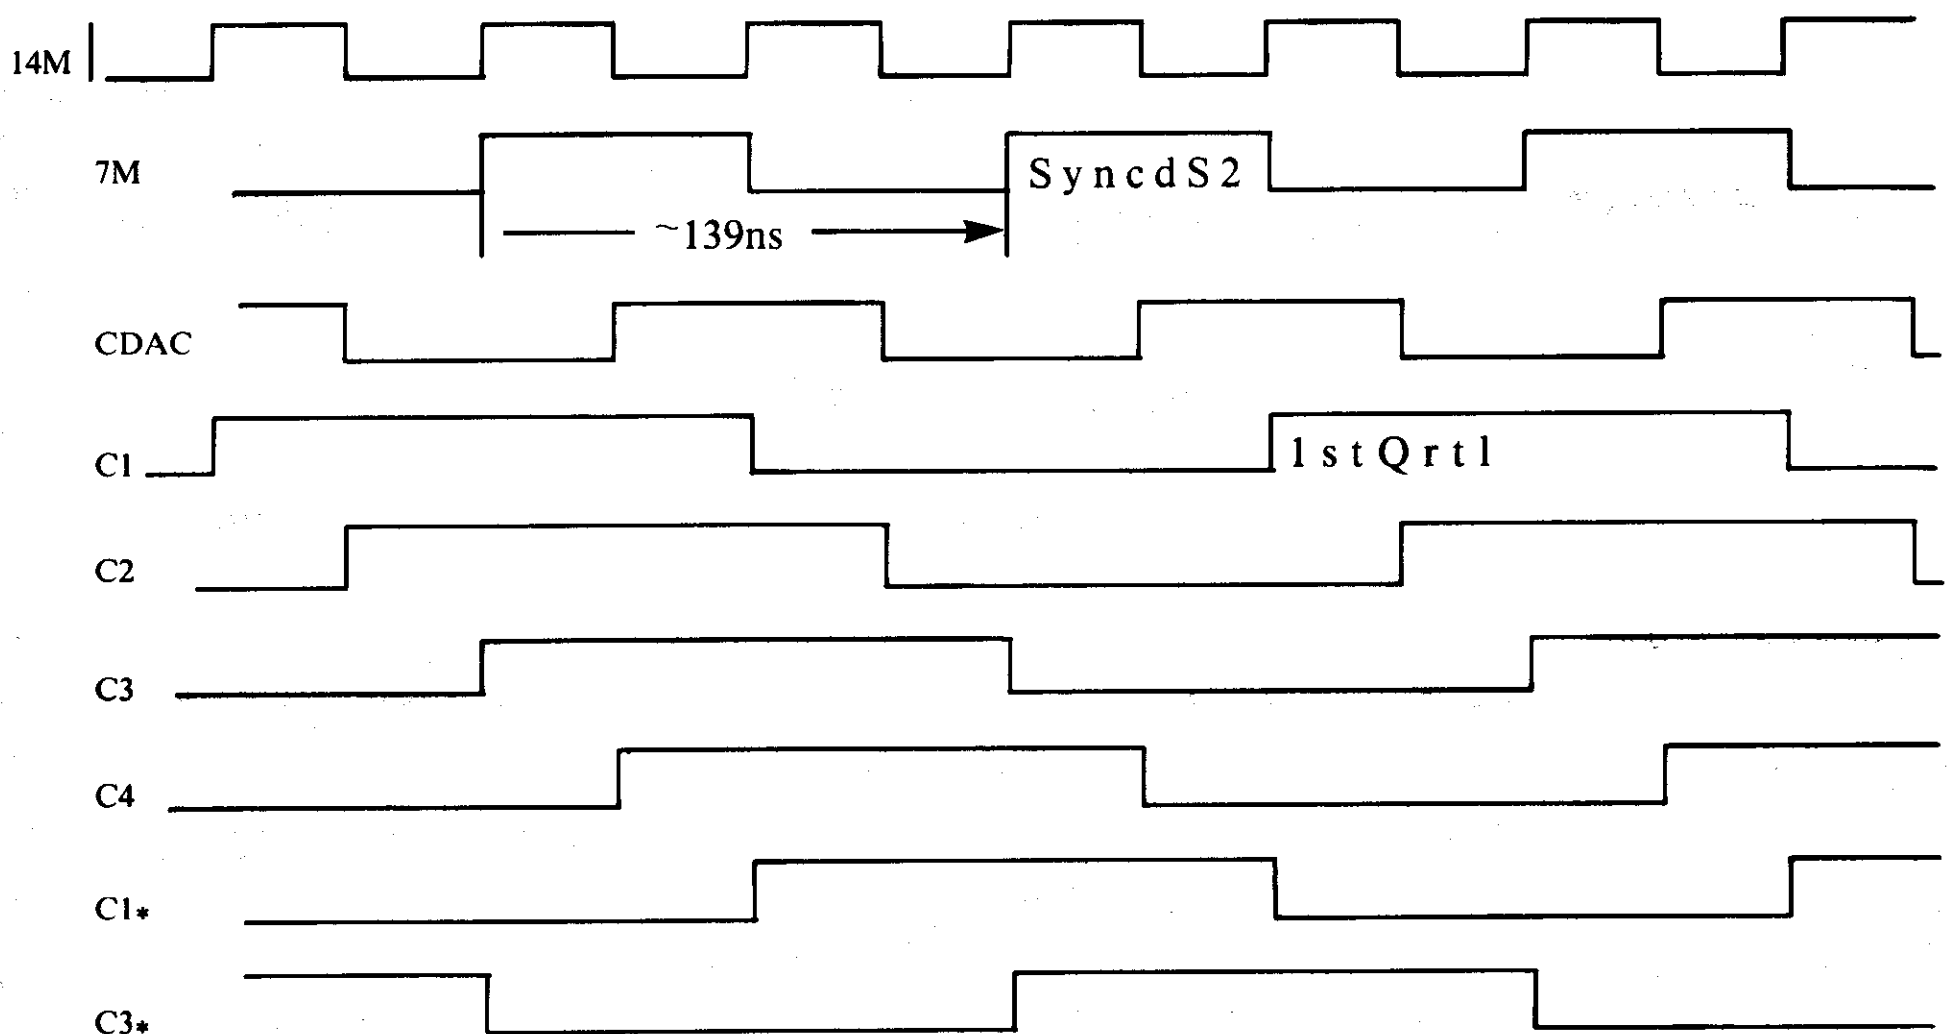 14M
7M
SyncdS2
~139ns
CDAC
C1
1stQrtl
C2
C3
C4
C1*
C3*